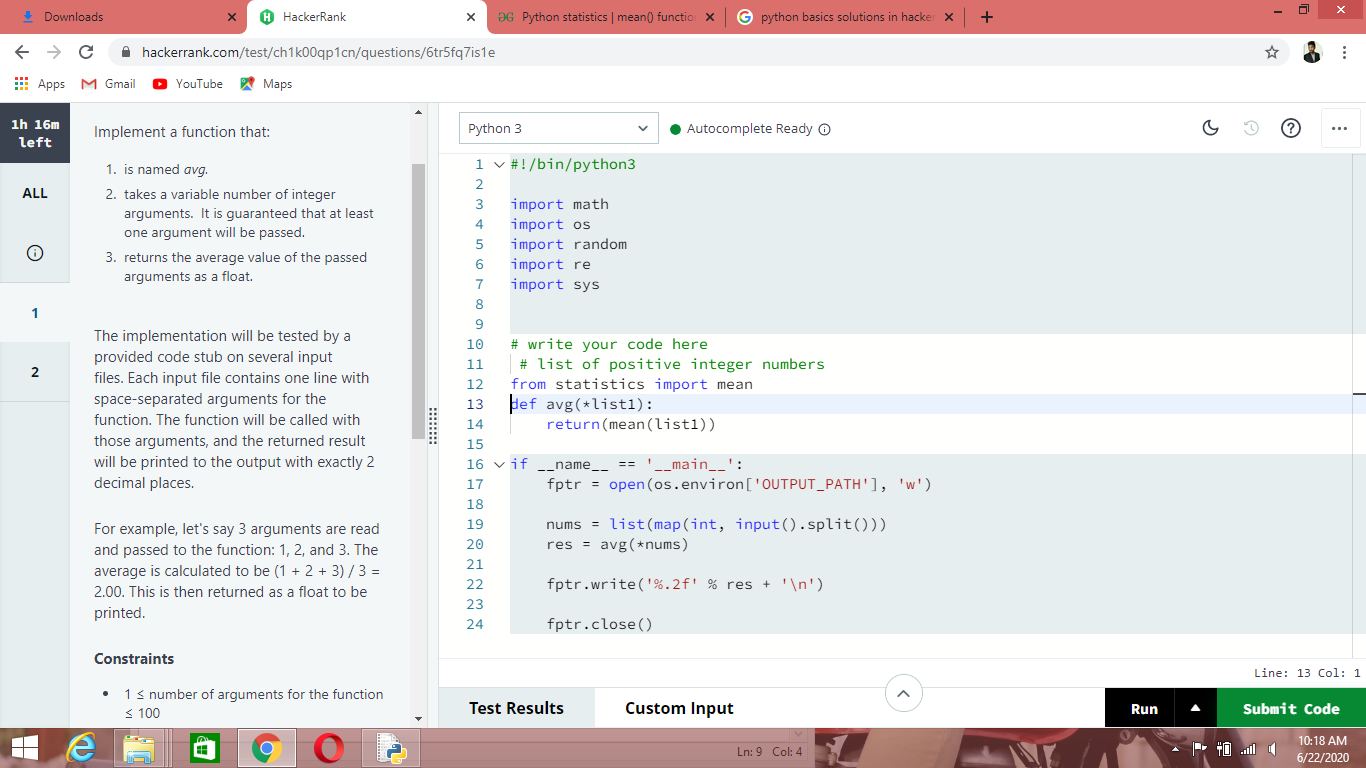 Downloads
HackerRank
Python statistics | mean() functio
python basics solutions in hacke
hackerrank.com/test/ch1k00qp1cn/questions/6tr5fq7is1e
Apps
Gmail
YouTube
Maps
1h 16m
left
ALL
1
2
Implement a function that:
1. is named avg.
2. takes a variable number of integer
arguments. It is guaranteed that at least
one argument will be passed.
3. returns the average value of the passed
arguments as a float.
The implementation will be tested by a
provided code stub on several input
files. Each input file contains one line with
space-separated arguments for the
function. The function will be called with
those arguments, and the returned result
will be printed to the output with exactly 2
decimal places.
For example, let's say 3 arguments are read
and passed to the function: 1, 2, and 3. The
average is calculated to be (1 + 2 + 3) / 3 =
2.00. This is then returned as a float to be
printed.
Constraints
• 1 ≤ number of arguments for the function
≤ 100
Python 3
Autocomplete Ready
1 #!/bin/python3
2
3 import math
4 import os
5 import random
6 import re
7 import sys
8
9
10 # write your code here
11 # list of positive integer numbers
12 from statistics import mean
13 def avg(*list1):
14     return(mean(list1))
15
16 if __name__ == '__main__':
17     fptr = open(os.environ['OUTPUT_PATH'], 'w')
18
19     nums = list(map(int, input().split()))
20     res = avg(*nums)
21
22     fptr.write('%.2f' % res + '\n')
23
24     fptr.close()
Line: 13 Col: 1
Test Results
Custom Input
Run
Submit Code
Ln: 9 Col: 4
10:18 AM
6/22/2020